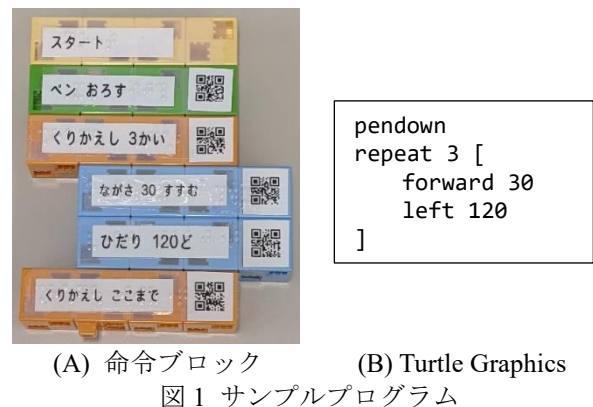 スタート
ペン おろす
くりかえし 3かい
ながさ 30 すすむ
ひだり 120ど
くりかえし ここまで
pendown
repeat 3 [
forward 30
left 120
]
(A) 命令ブロック
(B) Turtle Graphics
図1 サンプルプログラム